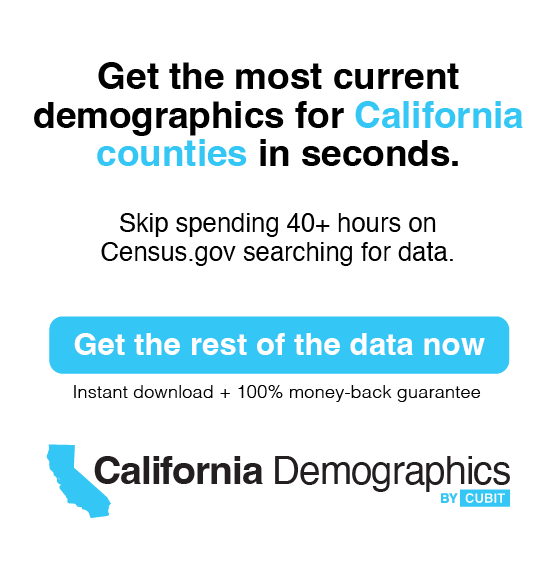 Get the most current
demographics for California
counties in seconds.
Skip spending 40+ hours on
Census.gov searching for data.
Get the rest of the data now
Instant download + 100% money-back guarantee
California Demographics
BY CUBIT